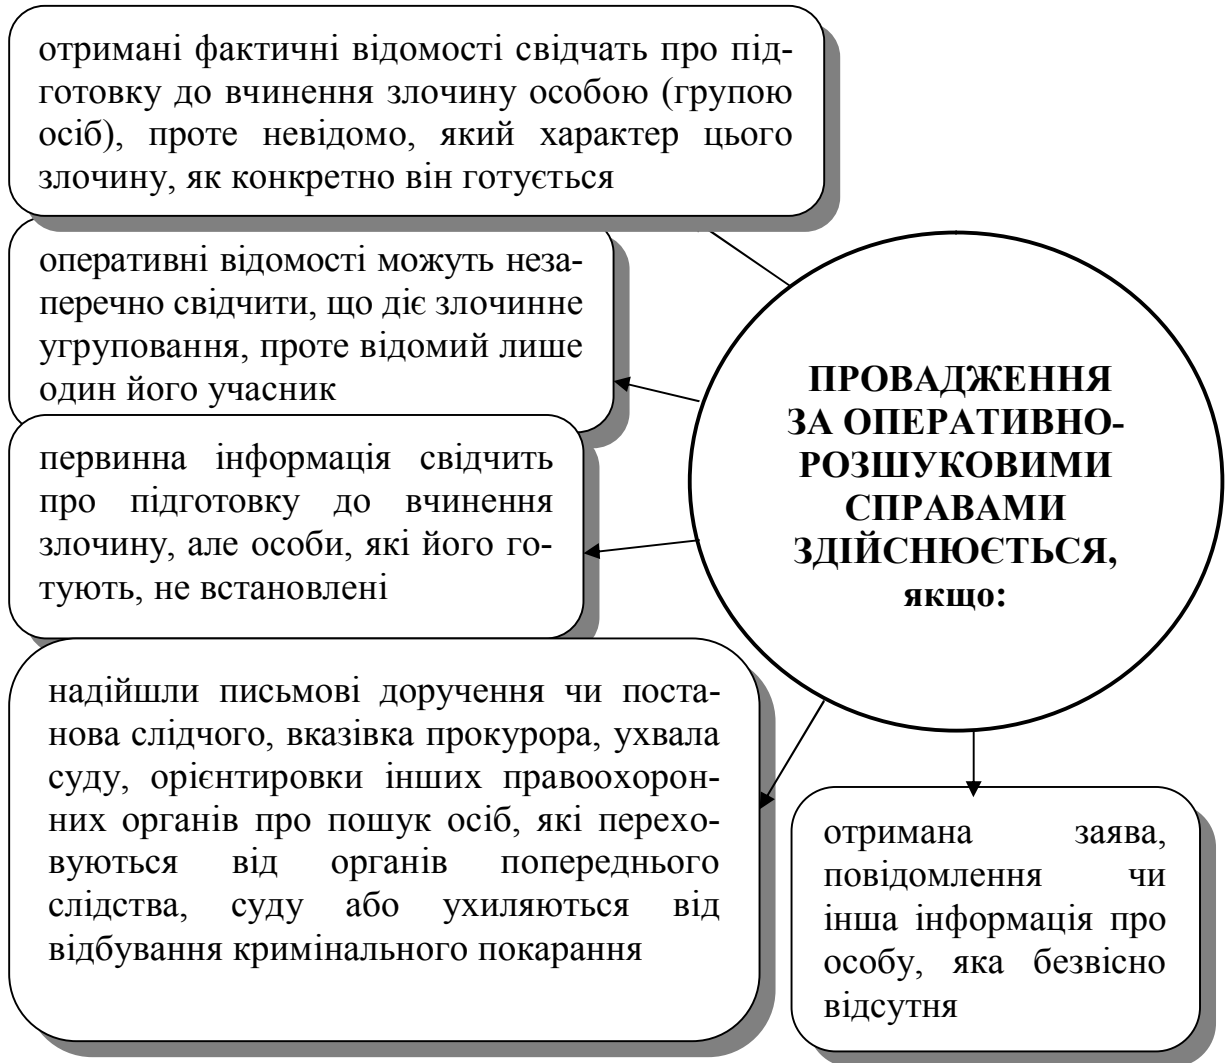 отримані фактичні відомості свідчать про під-
готовку до вчинення злочину особою (групою
осіб), проте невідомо, який характер цього
злочину, як конкретно він готується
оперативні відомості можуть неза-
перечно свідчити, що діє злочинне
угруповання, проте відомий лише
один його учасник
первинна інформація свідчить
про підготовку до вчинення
злочину, але особи, які його го-
тують, не встановлені
надійшли письмові доручення чи поста-
нова слідчого, вказівка прокурора, ухвала
суду, орієнтировки інших правоохорон-
них органів про пошук осіб, які перехо-
вуються від органів попереднього
слідства, суду або ухиляються від
відбування кримінального покарання
ПРОВАДЖЕННЯ
ЗА ОПЕРАТИВНО-
РОЗШУКОВИМИ
СПРАВАМИ
ЗДІЙСНЮЄТЬСЯ,
якщо:
отримана заява,
повідомлення чи
інша інформація про
особу, яка безвісно
відсутня